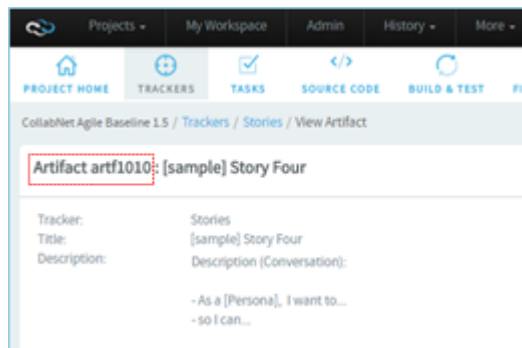 Projects My Workspace Admin History More
</>
PROJECT HOME TRACKERS TASKS SOURCE CODE BUILD & TEST
CollabNet Agile Baseline 1.5 / Trackers / Stories / View Artifact
Artifact artf1010 : [sample] Story Four
Tracker: Stories
Title: [sample] Story Four
Description: Description (Conversation):
- As a [Persona], I want to...
- so I can...